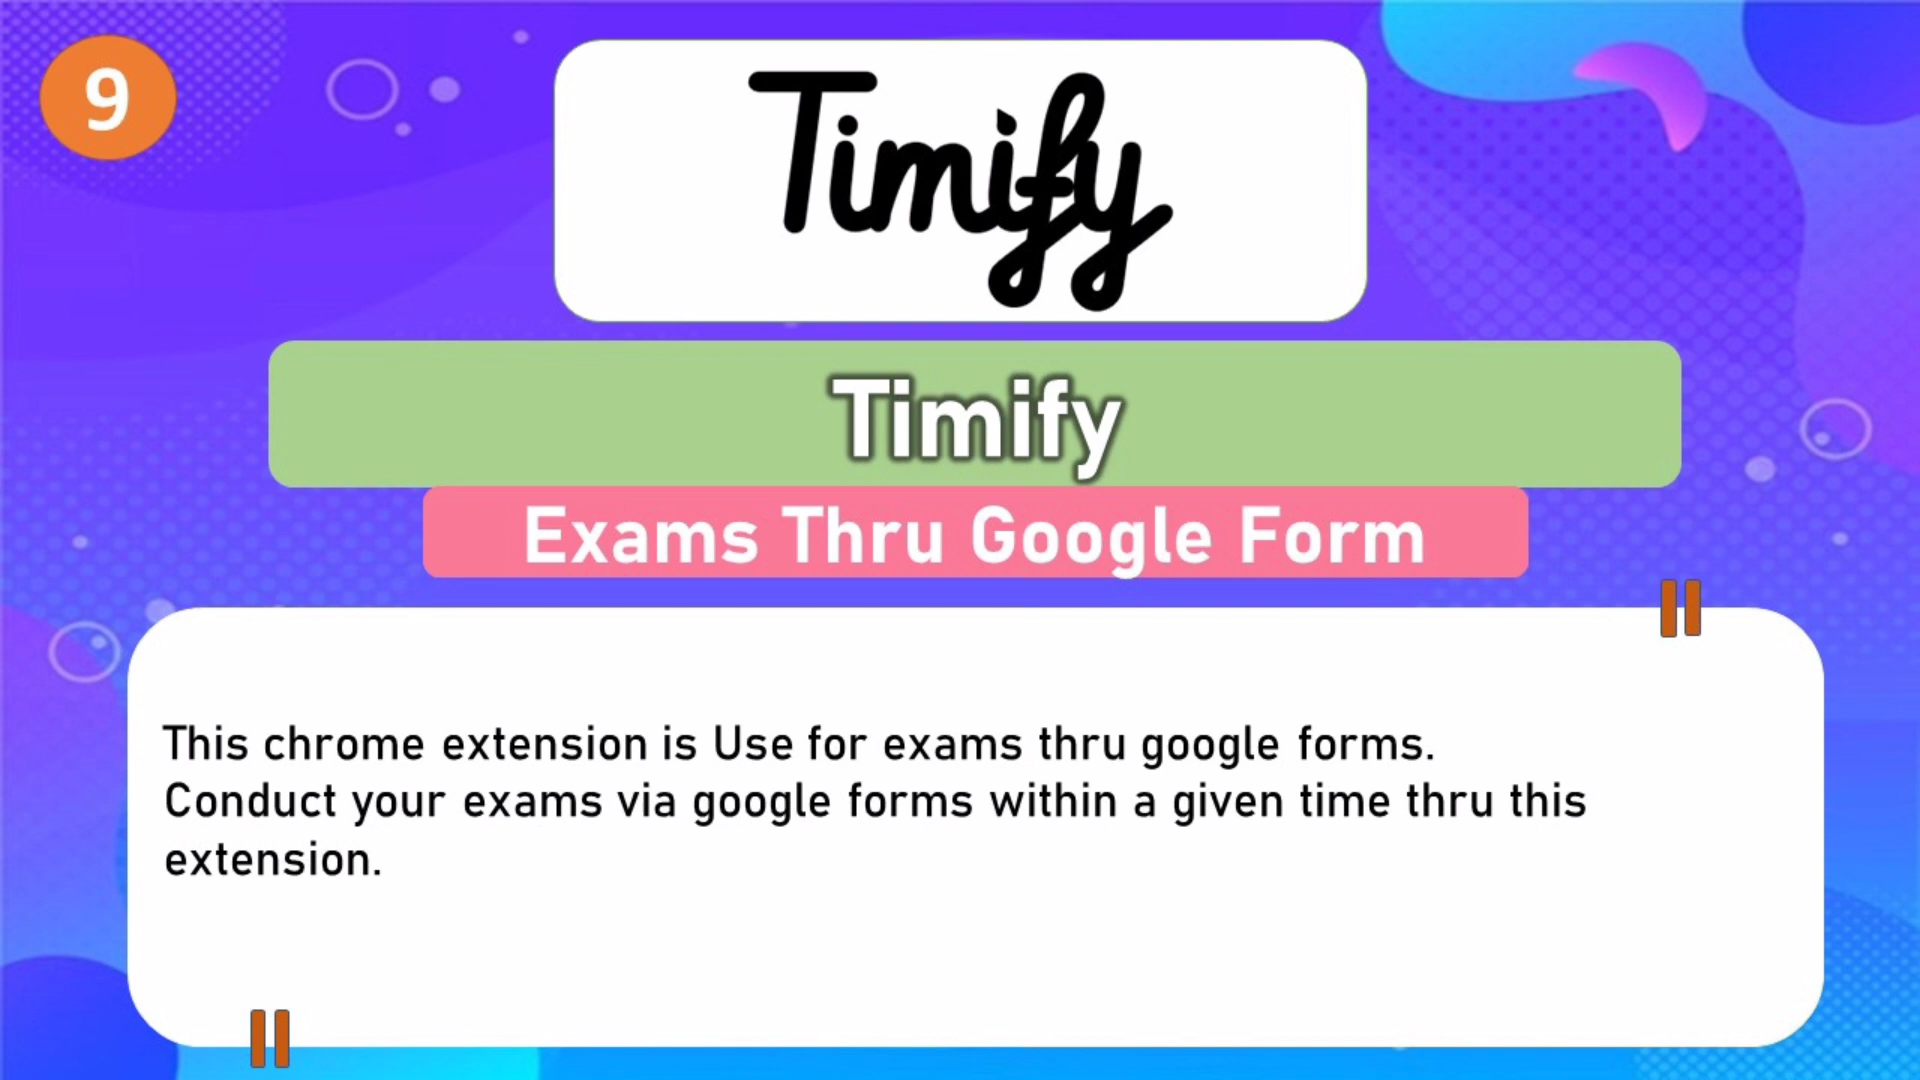 9
Timify
Timify
Exams Thru Google Form
This chrome extension is Use for exams thru google forms.
Conduct your exams via google forms within a given time thru this
extension.